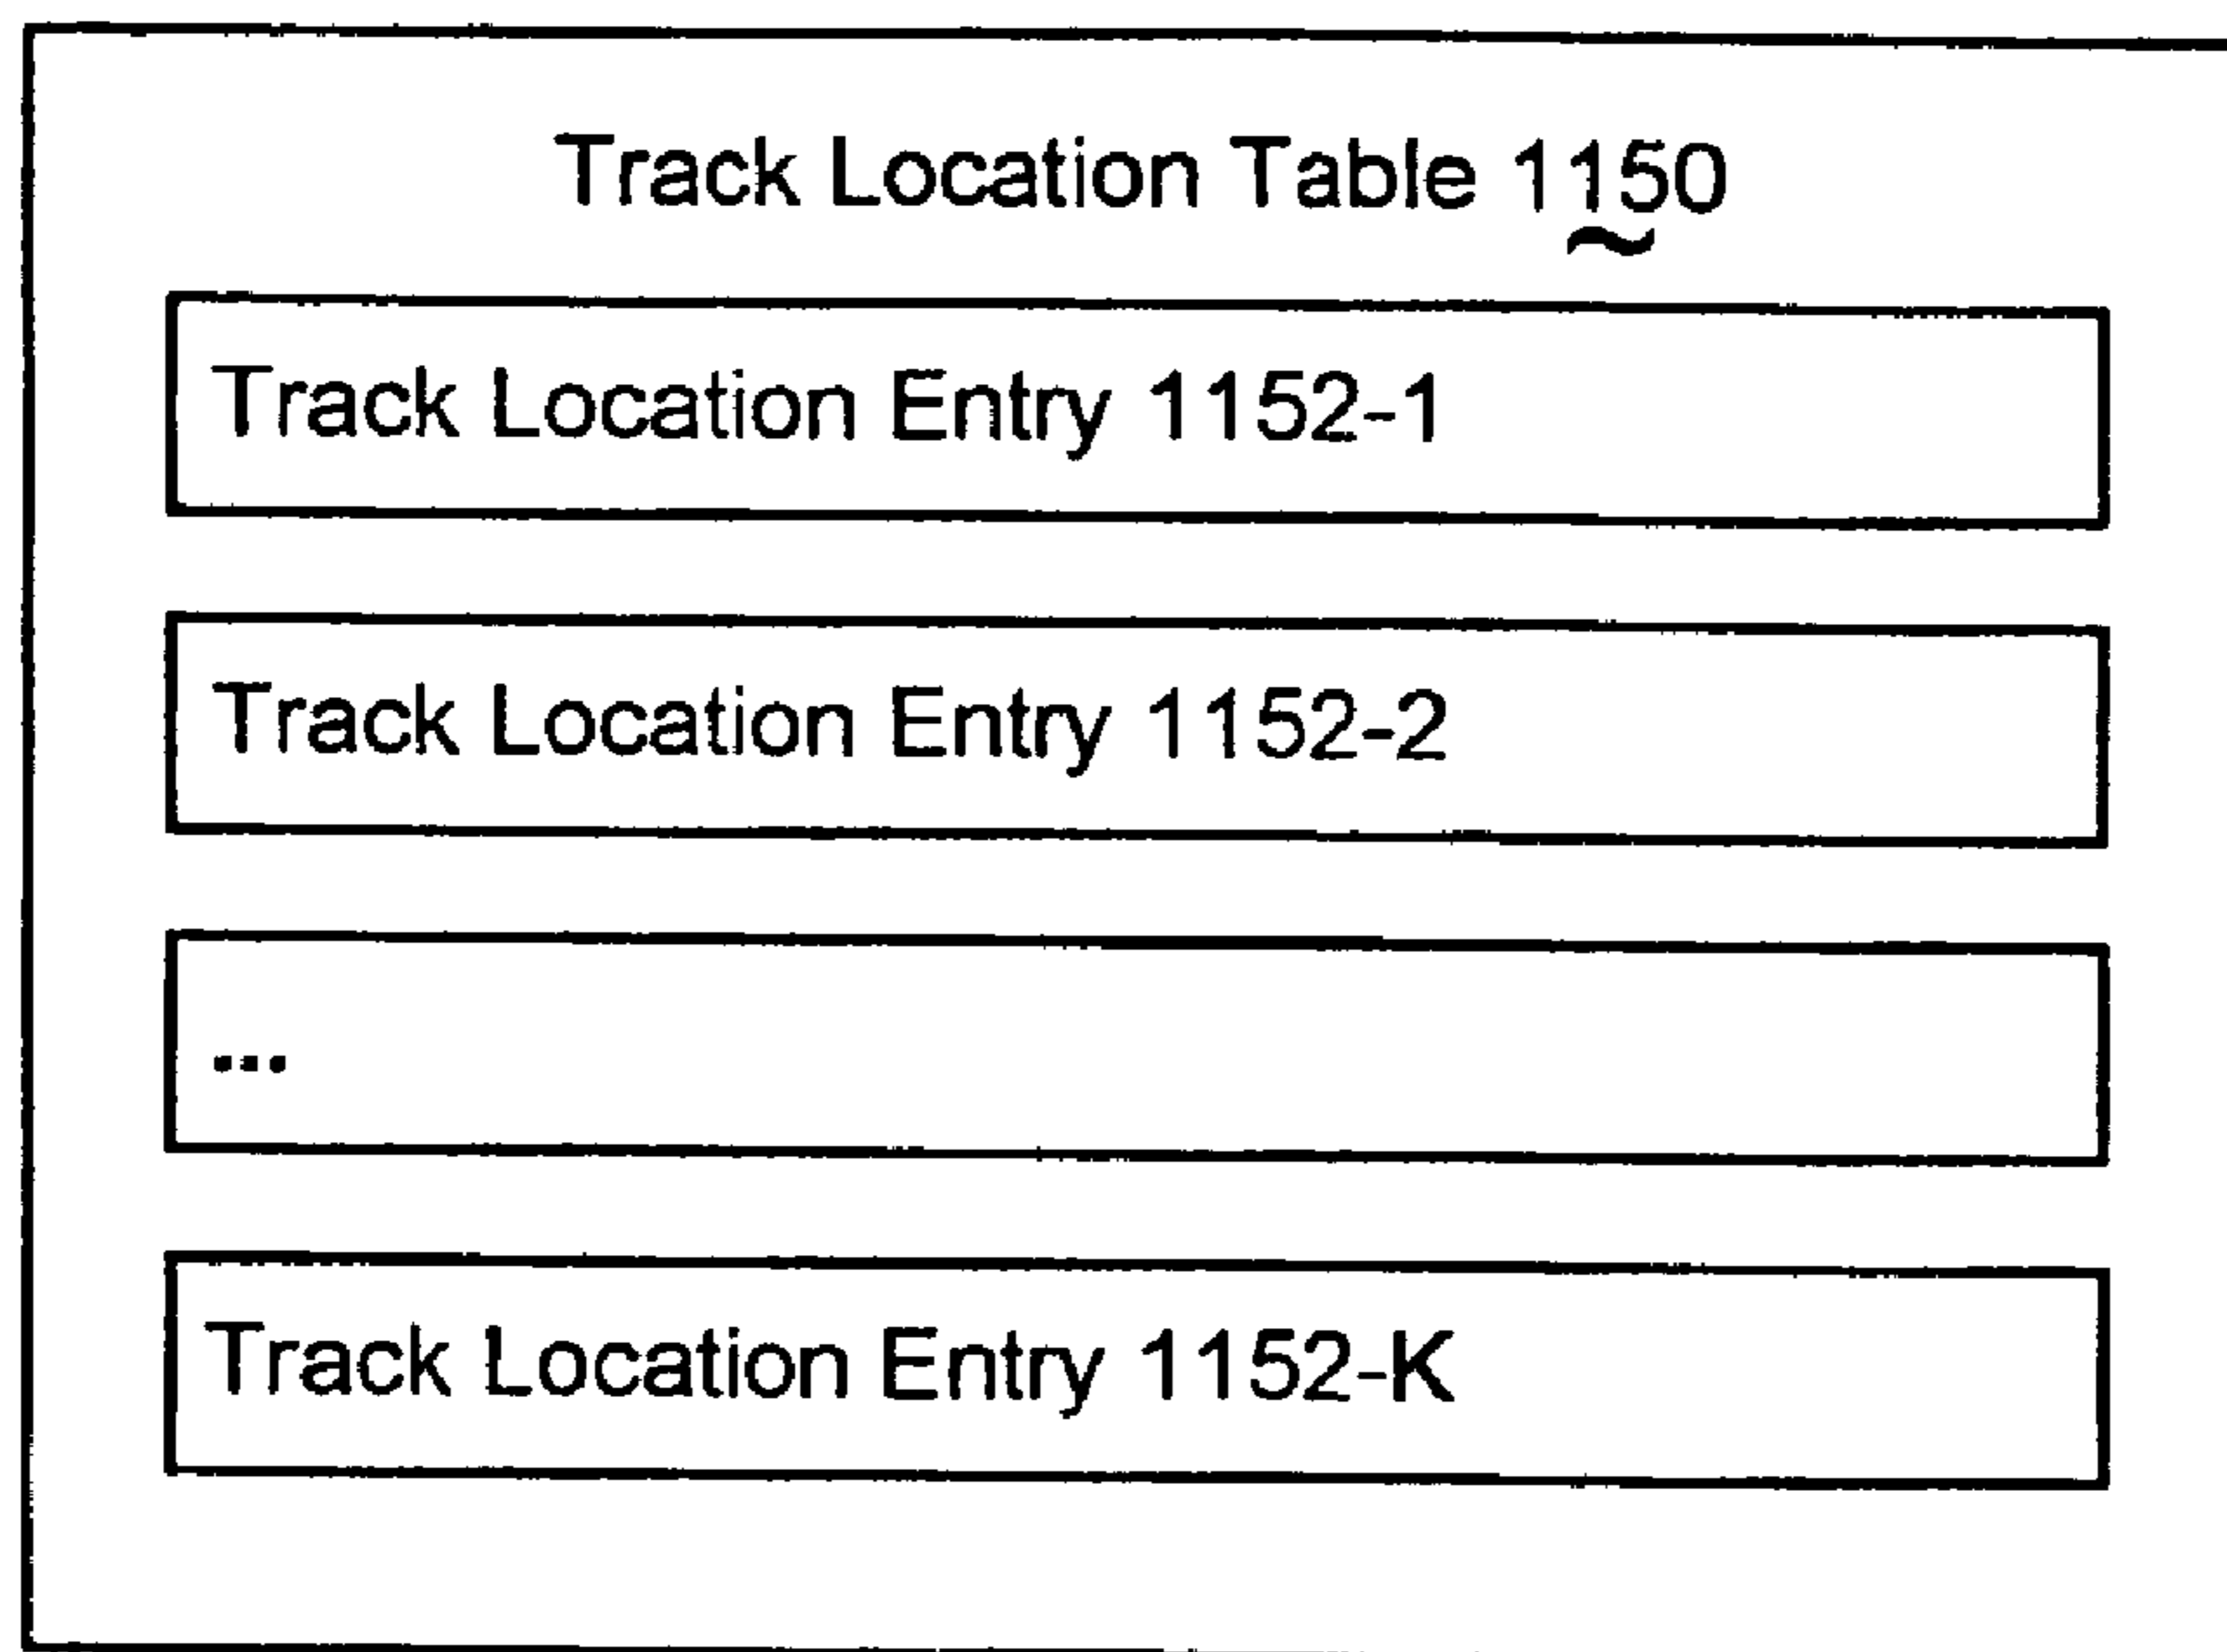 Track Location Table 1150
Track Location Entry 1152-1
Track Location Entry 1152-2
...
Track Location Entry 1152-K